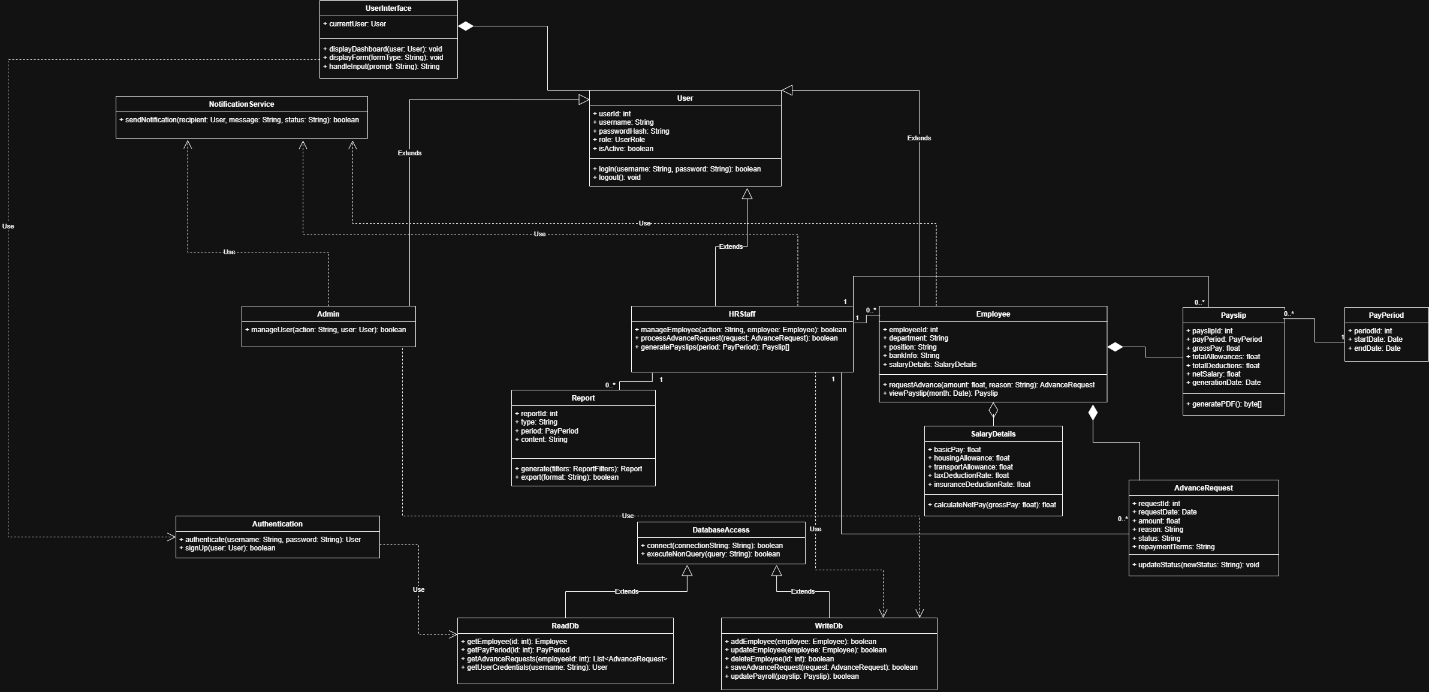 UserInterface
+ currentUser: User
+ displayDashboard(user: User): void
+ displayForm(formType: String): void
+ handleInput(prompt: String): String
NotificationService
+ sendNotification(recipient: User, message: String, status: String): boolean
User
+ userId: int
+ username: String
+ passwordHash: String
+ role: UserRole
+ isActive: boolean
+ login(username: String, password: String): boolean
+ logout(): void
Extends
Extends
Extends
Use
Use
Use
Use
Admin
+ manageUser(action: String, user: User): boolean
HRStaff
+ manageEmployee(action: String, employee: Employee): boolean
+ processAdvanceRequest(request: AdvanceRequest): boolean
+ generatePayslips(period: PayPeriod): Payslip[]
1
0..*
1
0..*
Employee
+ employeeId: int
+ department: String
+ position: String
+ bankInfo: String
+ salaryDetails: SalaryDetails
+ requestAdvance(amount: float, reason: String): AdvanceRequest
+ viewPayslip(month: Date): Payslip
Payslip
+ payslipId: int
+ payPeriod: PayPeriod
+ grossPay: float
+ totalAllowances: float
+ totalDeductions: float
+ netSalary: float
+ generationDate: Date
+ generatePDF(): byte[]
0..*
1
PayPeriod
+ periodId: int
+ startDate: Date
+ endDate: Date
1
0..*
1
Report
+ reportId: int
+ type: String
+ period: PayPeriod
+ content: String
+ generate(filters: ReportFilters): Report
+ export(format: String): boolean
SalaryDetails
+ basicPay: float
+ housingAllowance: float
+ transportAllowance: float
+ taxDeductionRate: float
+ insuranceDeductionRate: float
+ calculateNetPay(grossPay: float): float
AdvanceRequest
+ requestId: int
+ requestDate: Date
+ amount: float
+ reason: String
+ status: String
+ repaymentTerms: String
+ updateStatus(newStatus: String): void
0..*
Use
Use
Authentication
+ authenticate(username: String, password: String): User
+ signUp(user: User): boolean
DatabaseAccess
+ connect(connectionString: String): boolean
+ executeNonQuery(query: String): boolean
Use
Extends
Extends
ReadDb
+ getEmployee(id: int): Employee
+ getPayPeriod(id: int): PayPeriod
+ getAdvanceRequests(employeeId: int): List<AdvanceRequest>
+ getUserCredentials(username: String): User
WriteDb
+ addEmployee(employee: Employee): boolean
+ updateEmployee(employee: Employee): boolean
+ deleteEmployee(id: int): boolean
+ saveAdvanceRequest(request: AdvanceRequest): boolean
+ updatePayroll(payslip: Payslip): boolean